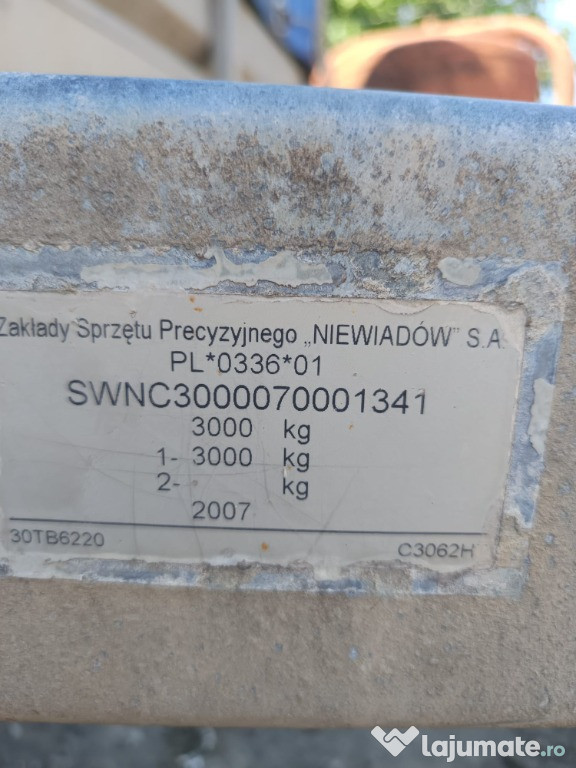 Zakłady Sprzętu Precyzyjnego „NIEWIADÓW" S.A.
PL*0336*01
SWNC3000070001341
3000 kg
1- 3000 kg
2- kg
2007
30TB6220 C3062H
lajumate.ro